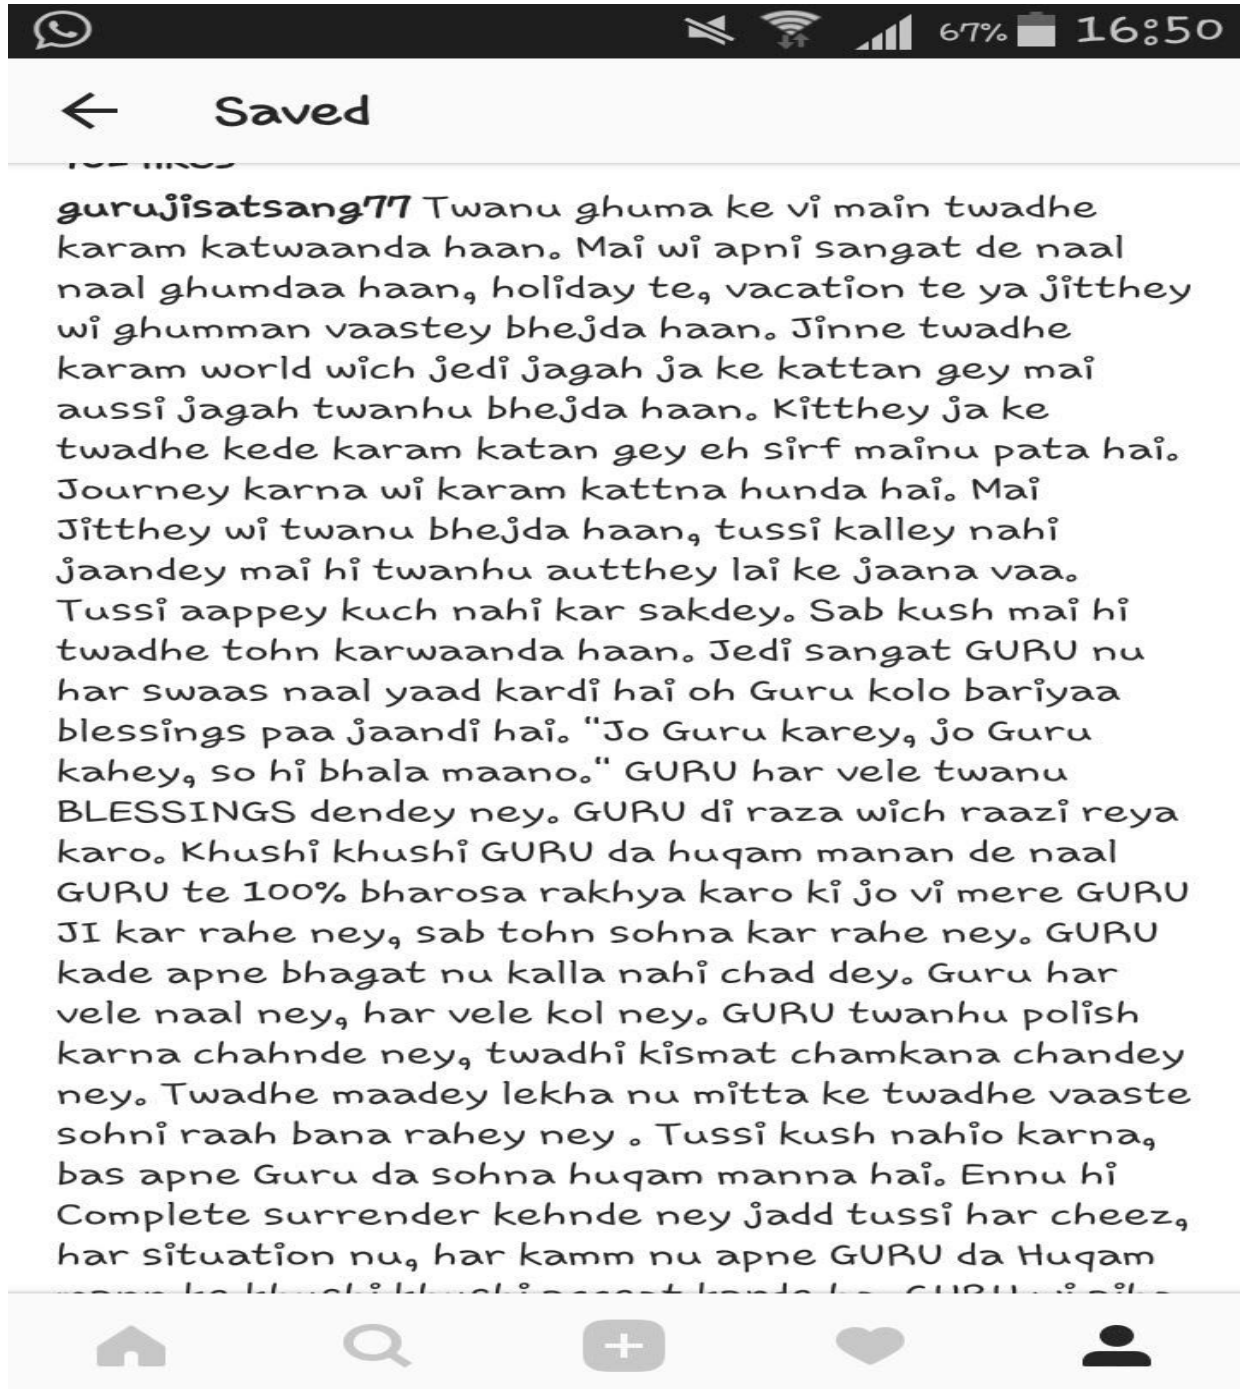 67% 16:50
Saved
gurujisatsang77 Twanu ghuma ke vi main twadhe
karam katwaanda haan. Mai wi apni sangat de naal
naal ghumdaa haan, holiday te, vacation te ya jitthey
wi ghumman vaastey bhejda haan. Jinne twadhe
karam world wich jedi jagah ja ke kattan gey mai
aussi jagah twanhu bhejda haan. Kitthey ja ke
twadhe kede karam katan gey eh sirf mainu pata hai.
Journey karna wi karam kattna hunda hai. Mai
Jitthey wi twanu bhejda haan, tussi kalley nahi
jaandey mai hi twanhu autthey lai ke jaana vaa.
Tussi aappey kuch nahi kar sakdey. Sab kush mai hi
twadhe tohn karwaanda haan. Jedi sangat GURU nu
har swaas naal yaad kardi hai oh Guru kolo bariyaa
blessings paa jaandi hai. "Jo Guru karey, jo Guru
kahey, so hi bhala maano." GURU har vele twanu
BLESSINGS dendey ney. GURU di raza wich raazi reya
karo. Khushi khushi GURU da huqam manan de naal
GURU te 100% bharosa rakhya karo ki jo vi mere GURU
JI kar rahe ney, sab tohn sohna kar rahe ney. GURU
kade apne bhagat nu kalla nahi chad dey. Guru har
vele naal ney, har vele kol ney. GURU twanhu polish
karna chahnde ney, twadhi kismat chamkana chandey
ney. Twadhe maadey lekha nu mitta ke twadhe vaaste
sohni raah bana rahey ney . Tussi kush nahio karna,
bas apne Guru da sohna huqam manna hai. Ennu hi
Complete surrender kehnde ney jadd tussi har cheez,
har situation nu, har kamm nu apne GURU da Huqam